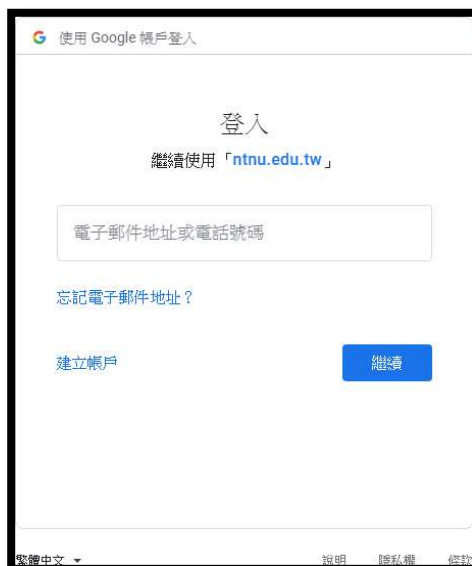 使用 Google 帳戶登入
登入
繼續使用「ntnu.edu.tw」
電子郵件地址或電話號碼
忘記電子郵件地址？
建立帳戶
繼續
繁體中文
說明 隱私權 條款